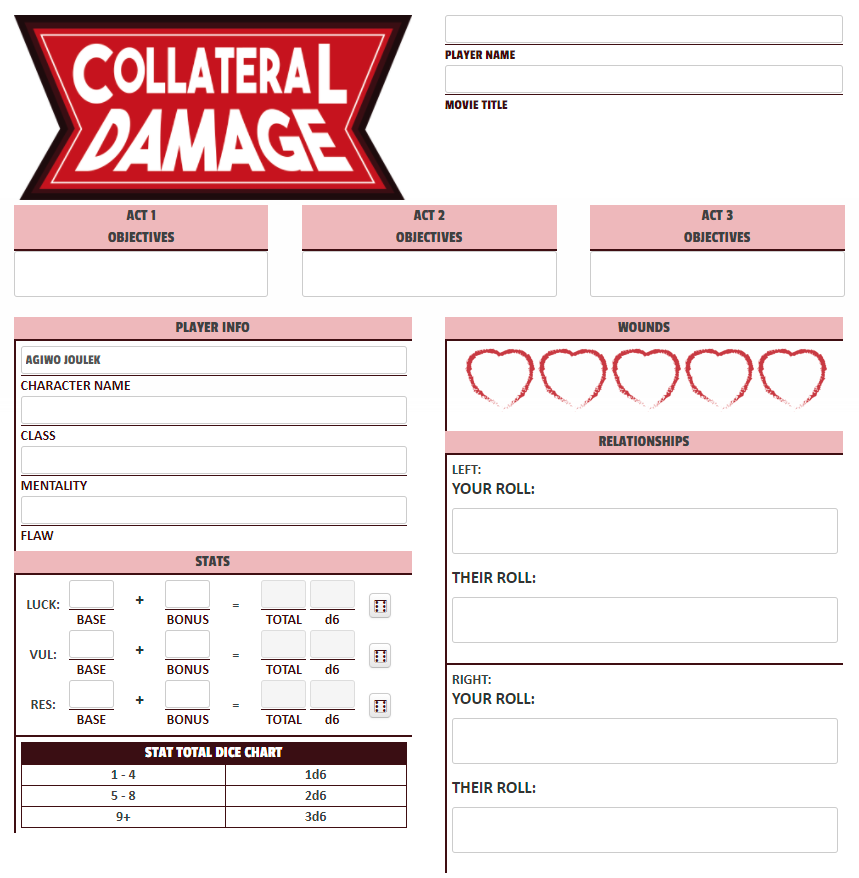 COLLATERAL
DAMAGE
PLAYER NAME
MOVIE TITLE
ACT 1
OBJECTIVES
ACT 2
OBJECTIVES
ACT 3
OBJECTIVES
PLAYER INFO
AGIWO JOULEK
CHARACTER NAME
CLASS
MENTALITY
FLAW
STATS
LUCK: + =
BASE BONUS TOTAL d6
VUL: + =
BASE BONUS TOTAL d6
RES: + =
BASE BONUS TOTAL d6
STAT TOTAL DICE CHART
1 - 4 1d6
5 - 8 2d6
9+ 3d6
WOUNDS
RELATIONSHIPS
LEFT:
YOUR ROLL:
THEIR ROLL:
RIGHT:
YOUR ROLL:
THEIR ROLL: